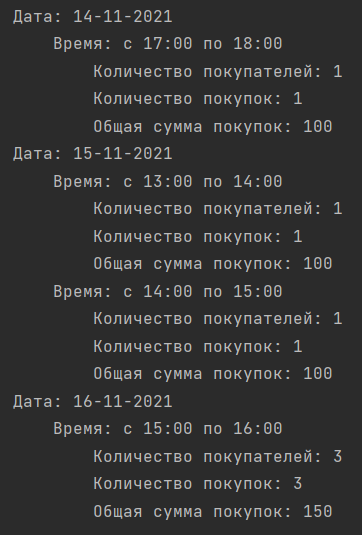 Дата: 14-11-2021
Время: с 17:00 по 18:00
Количество покупателей: 1
Количество покупок: 1
Общая сумма покупок: 100
Дата: 15-11-2021
Время: с 13:00 по 14:00
Количество покупателей: 1
Количество покупок: 1
Общая сумма покупок: 100
Время: с 14:00 по 15:00
Количество покупателей: 1
Количество покупок: 1
Общая сумма покупок: 100
Дата: 16-11-2021
Время: с 15:00 по 16:00
Количество покупателей: 3
Количество покупок: 3
Общая сумма покупок: 150